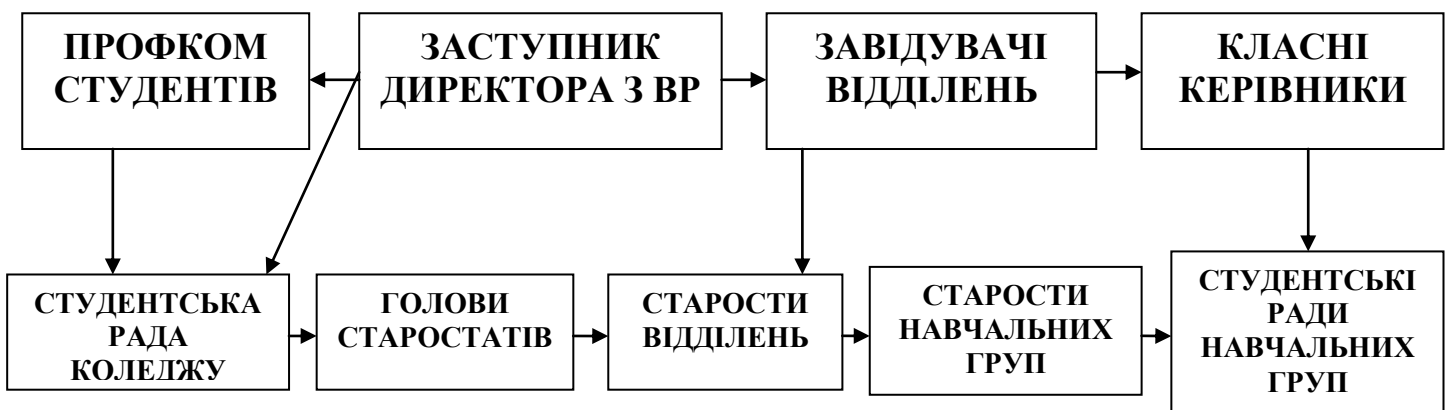 ПРОФКОМ
СТУДЕНТІВ
ЗАСТУПНИК
ДИРЕКТОРА З ВР
ЗАВІДУВАЧІ
ВІДДІЛЕНЬ
КЛАСНІ
КЕРІВНИКИ
СТУДЕНТСЬКА
РАДА
КОЛЕДЖУ
ГОЛОВИ
СТАРОСТАТІВ
СТАРОСТИ
ВІДДІЛЕНЬ
СТАРОСТИ
НАВЧАЛЬНИХ
ГРУП
СТУДЕНТСЬКІ
РАДИ
НАВЧАЛЬНИХ
ГРУП